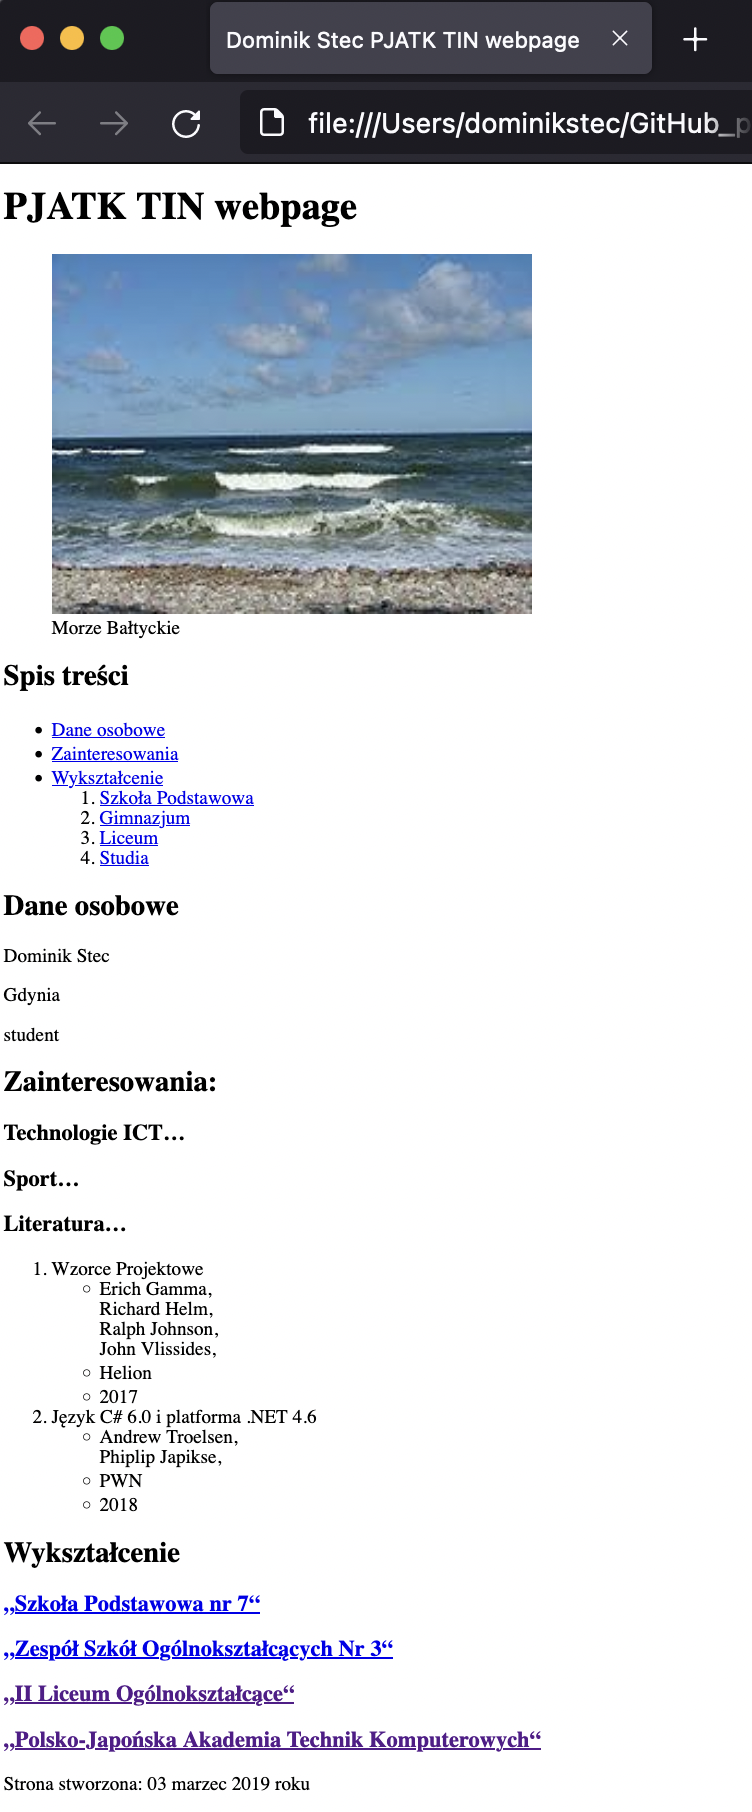 Dominik Stec PJATK TIN webpage
file:///Users/dominikstec/GitHub_p
PJATK TIN webpage
Morze Bałtyckie
Spis treści
• Dane osobowe
• Zainteresowania
• Wykształcenie
1. Szkoła Podstawowa
2. Gimnazjum
3. Liceum
4. Studia
Dane osobowe
Dominik Stec
Gdynia
student
Zainteresowania:
Technologie ICT…
Sport…
Literatura…
1. Wzorce Projektowe
◦ Erich Gamma,
Richard Helm,
Ralph Johnson,
John Vlissides,
◦ Helion
◦ 2017
2. Język C# 6.0 i platforma .NET 4.6
◦ Andrew Troelsen,
Phiplip Japikse,
◦ PWN
◦ 2018
Wykształcenie
„Szkoła Podstawowa nr 7“
„Zespół Szkół Ogólnokształcących Nr 3“
„II Liceum Ogólnokształcące“
„Polsko-Japońska Akademia Technik Komputerowych“
Strona stworzona: 03 marzec 2019 roku